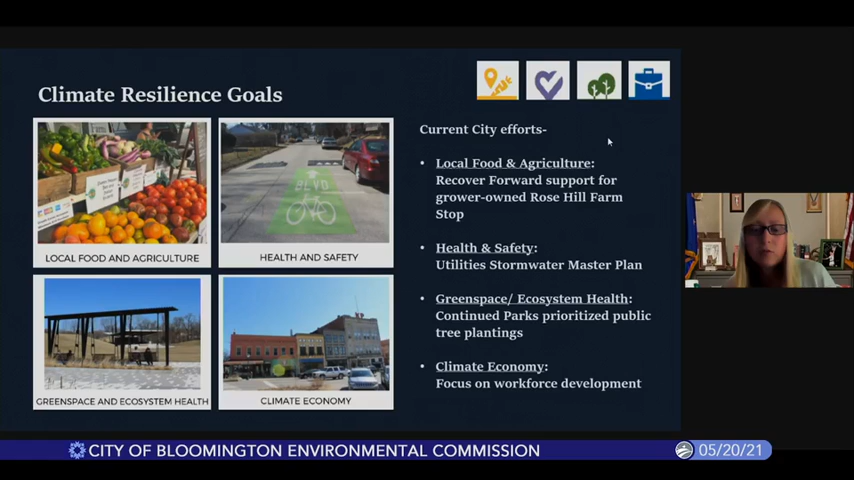 Climate Resilience Goals
BLVD
LOCAL FOOD AND AGRICULTURE
HEALTH AND SAFETY
GREENSPACE AND ECOSYSTEM HEALTH
CLIMATE ECONOMY
Current City efforts-
• Local Food & Agriculture:
Recover Forward support for
grower-owned Rose Hill Farm
Stop
• Health & Safety:
Utilities Stormwater Master Plan
• Greenspace/ Ecosystem Health:
Continued Parks prioritized public
tree plantings
• Climate Economy:
Focus on workforce development
CITY OF BLOOMINGTON ENVIRONMENTAL COMMISSION
05/20/21